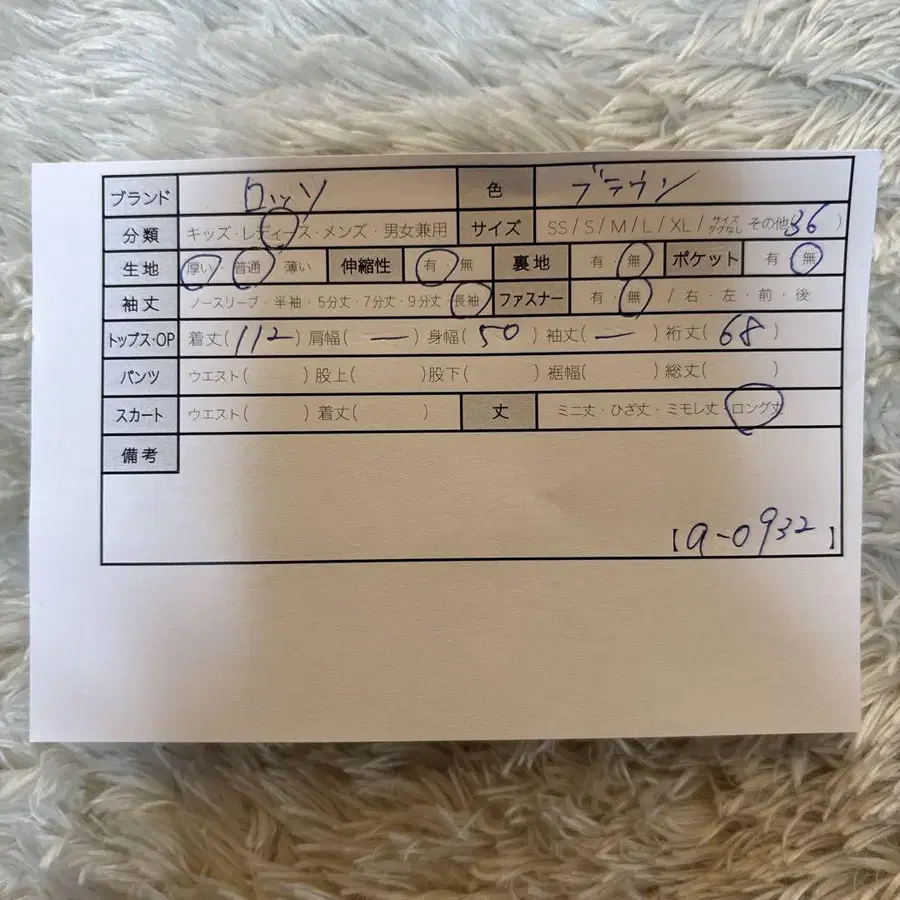 ブランド ロッソ 色 ブラウン
分類 キッズ・レディース・メンズ・男女兼用 サイズ SS / S / M / L / XL / サイズタグなし その他(36)
生地 厚い・普通・薄い 伸縮性 有・無 裏地 有・無 ポケット 有・無
袖丈 ノースリーブ・半袖・5分丈・7分丈・9分丈・長袖 ファスナー 有・無 / 右・左・前・後
トップス・OP 着丈(112) 肩幅(ー) 身幅(50) 袖丈(ー) 裄丈(68)
パンツ ウエスト( ) 股上( ) 股下( ) 裾幅( ) 総丈( )
スカート ウエスト( ) 着丈( ) 丈 ミニ丈・ひざ丈・ミモレ丈・ロング丈
備考
【a-0932】